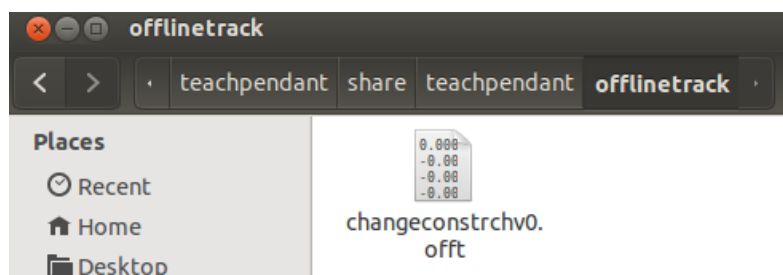 offlinetrack
teachpendant share teachpendant offlinetrack
Places
Recent
Home
Desktop
0.000
-0.00
-0.00
-0.00
changeconstrchv0.
offt